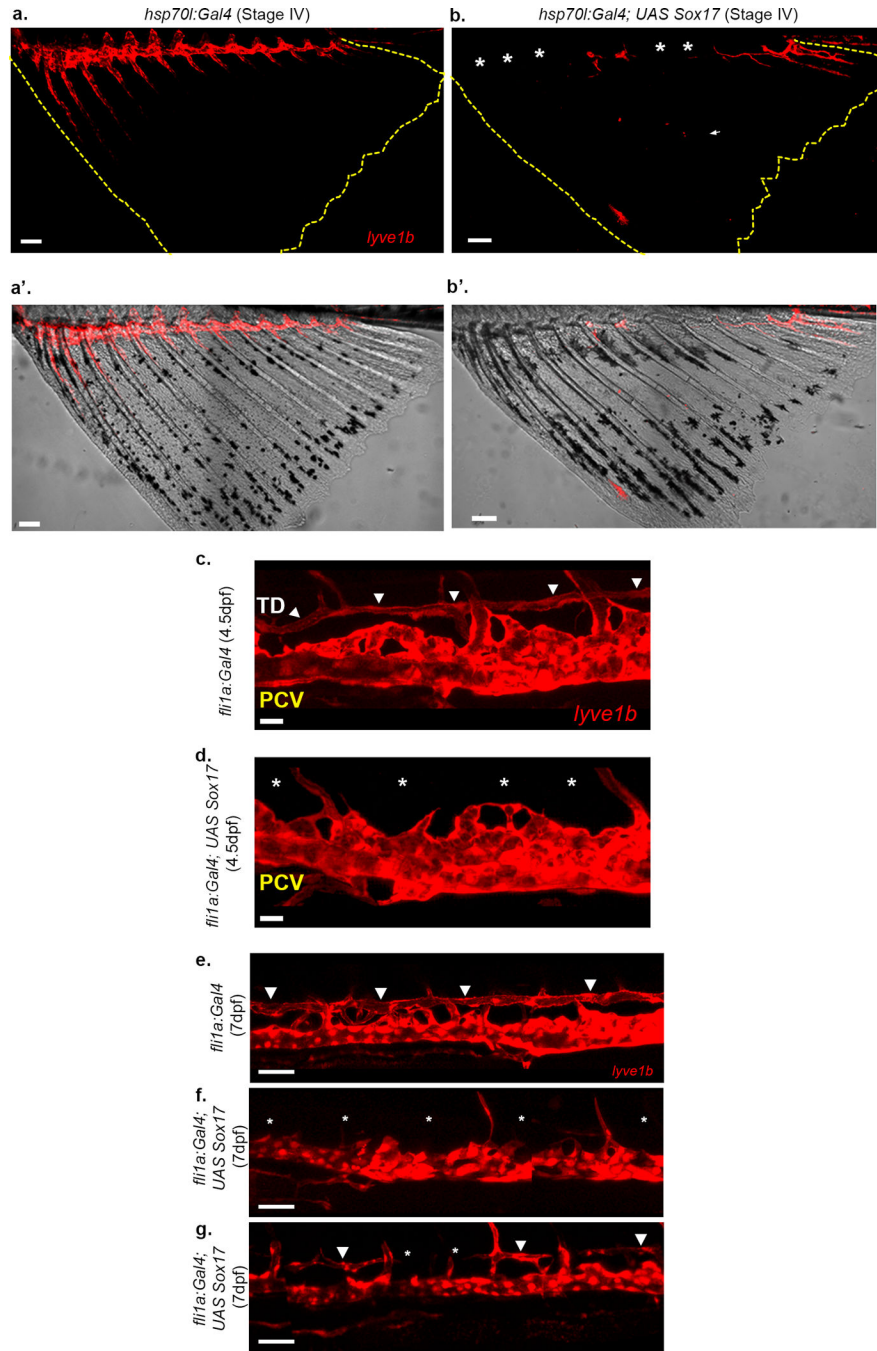 a.
hsp70l:Gal4 (Stage IV)
b.
hsp70l:Gal4; UAS Sox17 (Stage IV)
* * * * *
lyve1b
a'.
b'.
c.
fli1a:Gal4 (4.5dpf)
TD
PCV
lyve1b
d.
fli1a:Gal4; UAS Sox17
(4.5dpf)
* * * *
PCV
e.
fli1a:Gal4
(7dpf)
lyve1b
f.
fli1a:Gal4;
UAS Sox17
(7dpf)
* * * * *
g.
fli1a:Gal4;
UAS Sox17
(7dpf)
* *